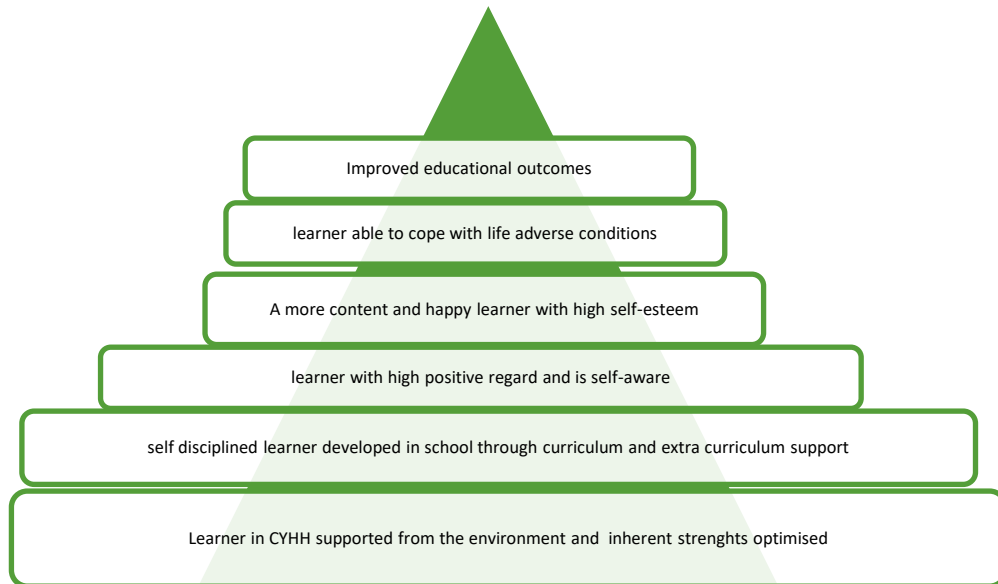 Improved educational outcomes
learner able to cope with life adverse conditions
A more content and happy learner with high self-esteem
learner with high positive regard and is self-aware
self disciplined learner developed in school through curriculum and extra curriculum support
Learner in CYHH supported from the environment and inherent strenghts optimised